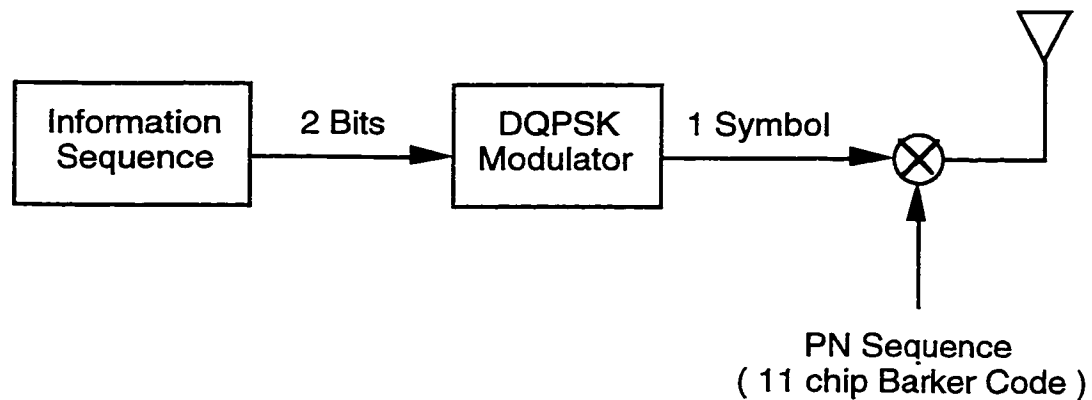 Information
Sequence
2 Bits
DQPSK
Modulator
1 Symbol
PN Sequence
( 11 chip Barker Code )